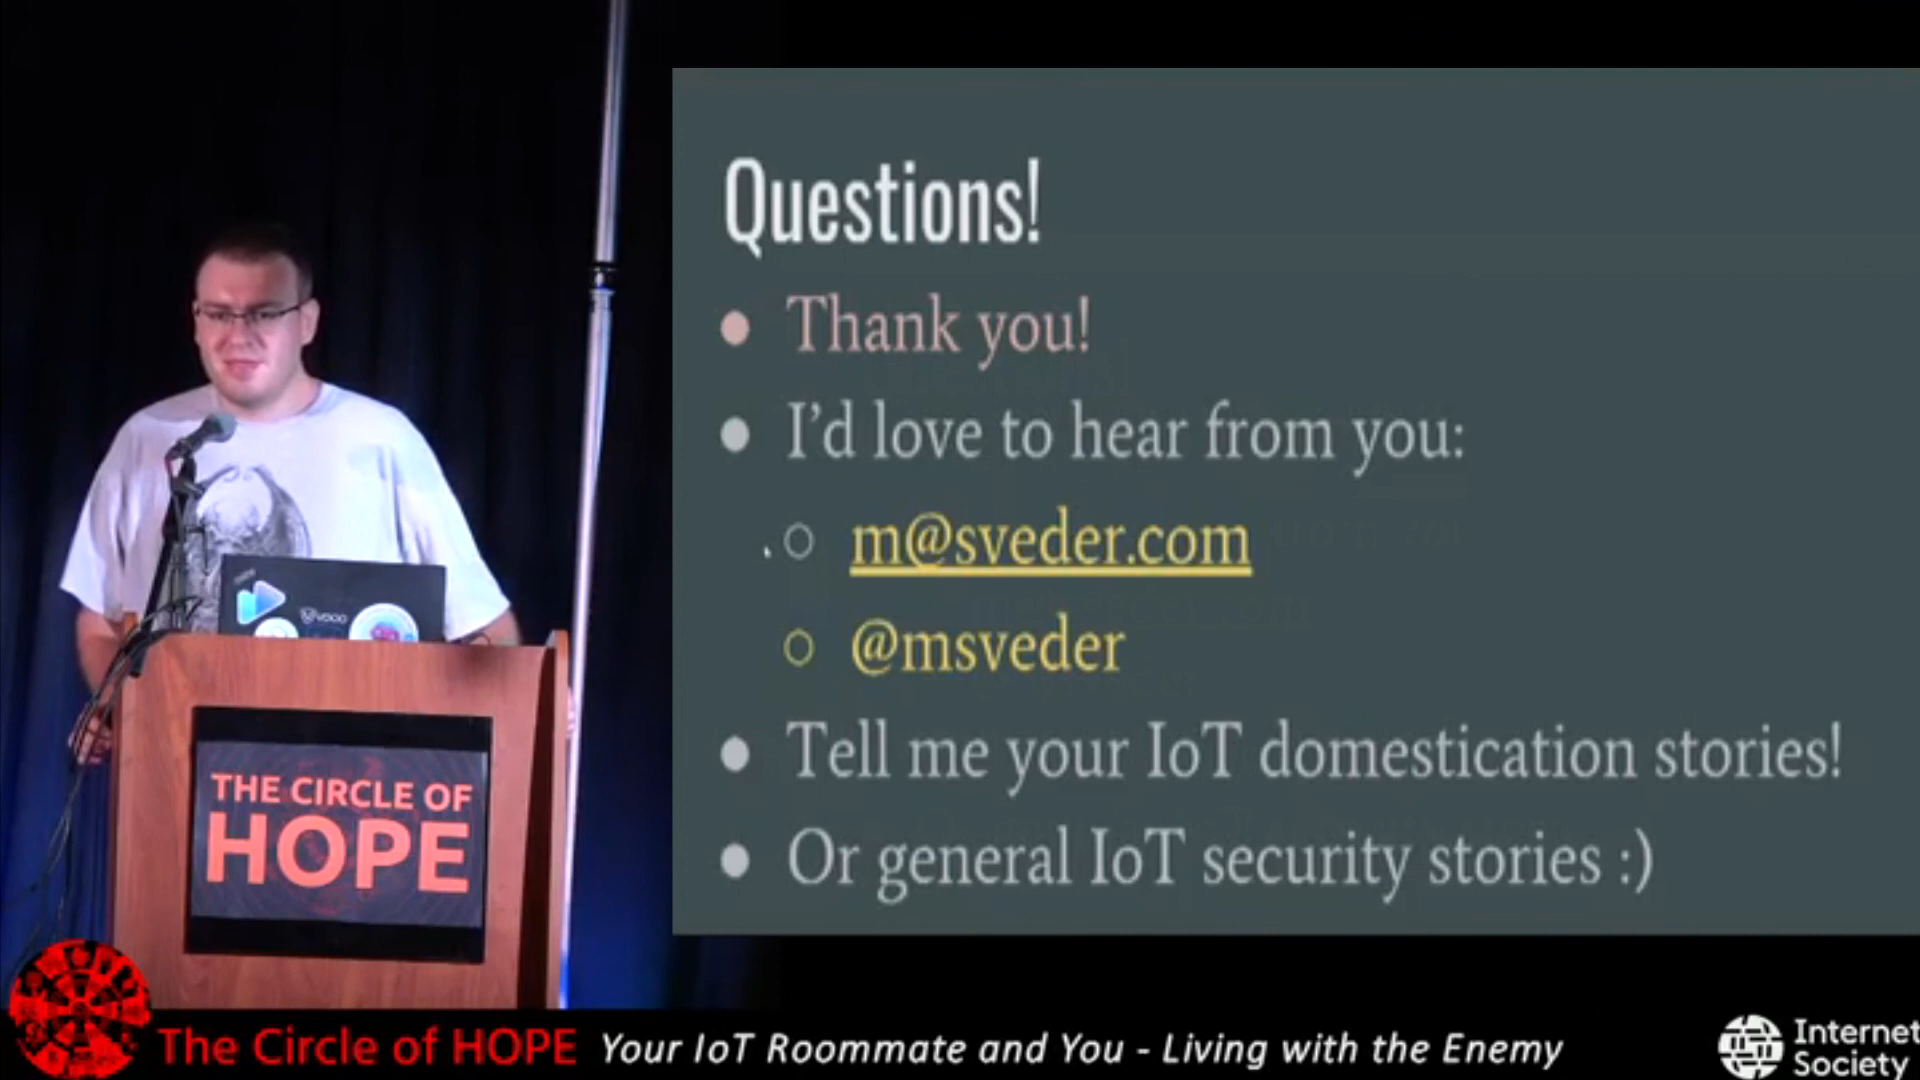 Questions!
Thank you!
I'd love to hear from you:
m@sveder.com
@msveder
Tell me your IoT domestication stories!
Or general IoT security stories :)
VDOO
THE CIRCLE OF
HOPE
The Circle of HOPE Your IoT Roommate and You - Living with the Enemy
Internet
Society